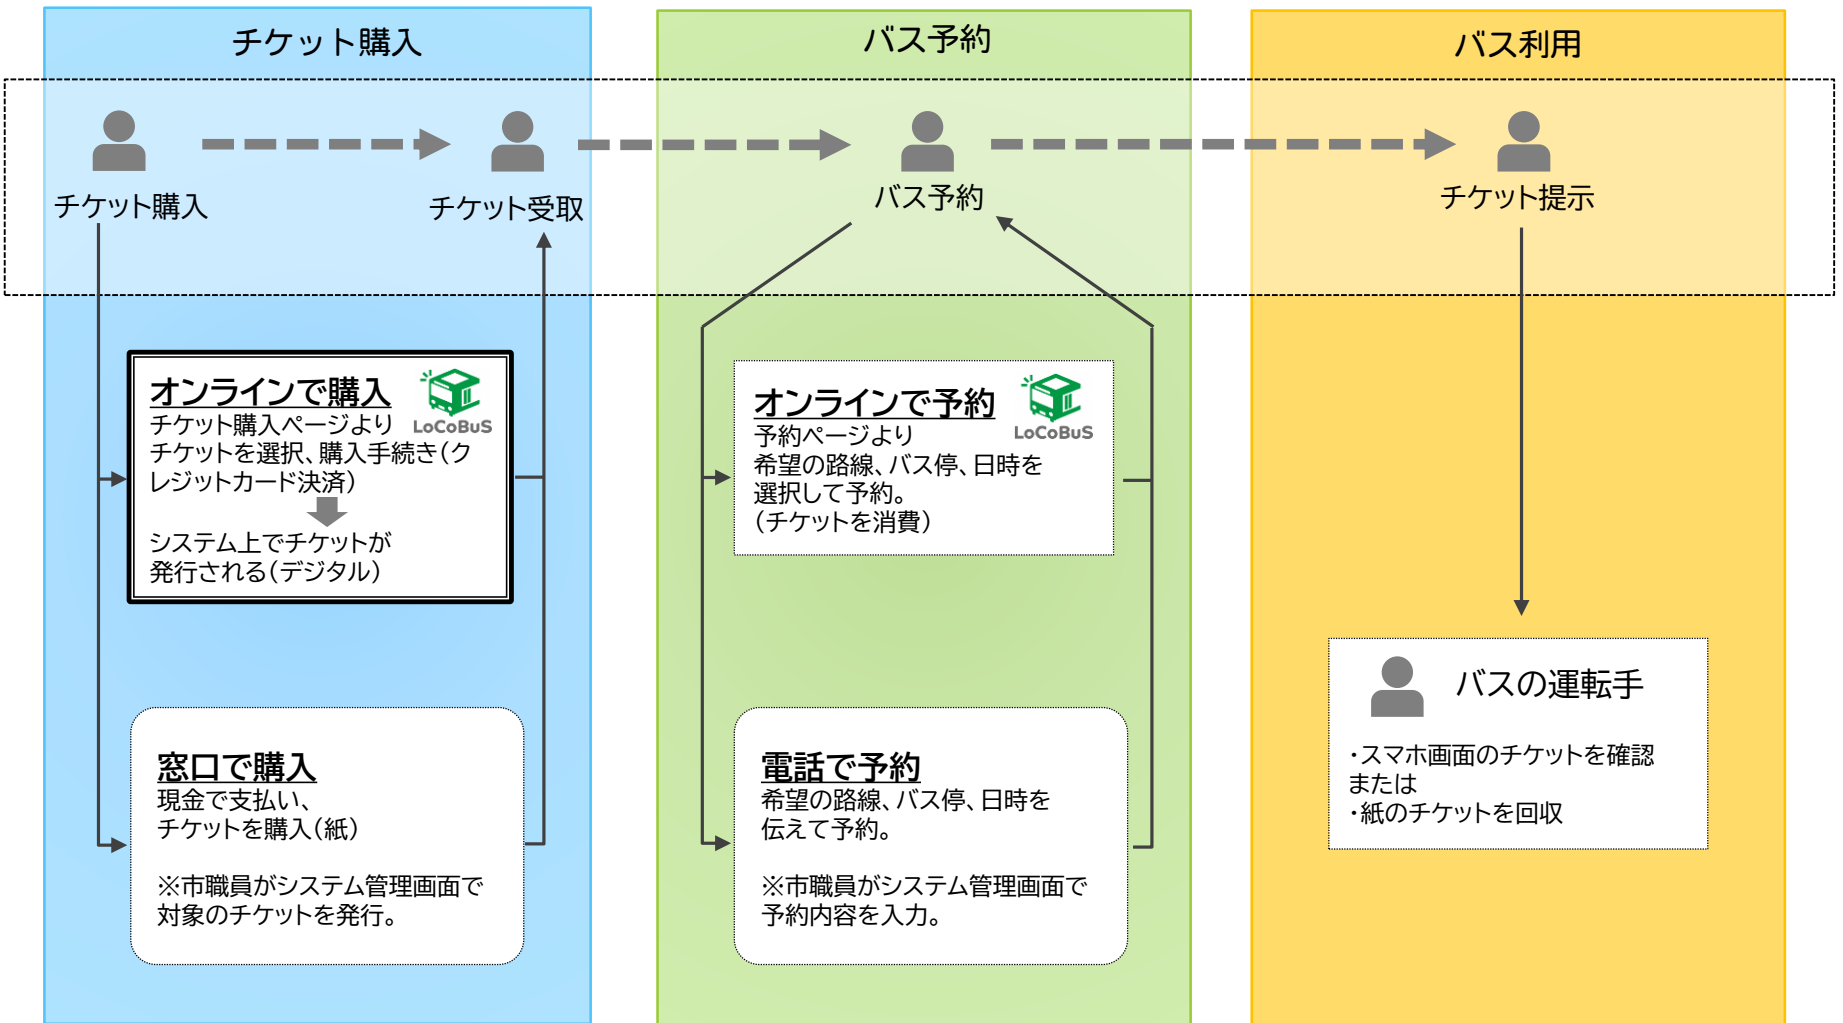 チケット購入
バス予約
バス利用
チケット購入
チケット受取
バス予約
チケット提示
オンラインで購入
LoCoBuS
チケット購入ページより
チケットを選択、購入手続き(ク
レジットカード決済)
システム上でチケットが
発行される(デジタル)
窓口で購入
現金で支払い、
チケットを購入(紙)
※市職員がシステム管理画面で
対象のチケットを発行。
オンラインで予約
LoCoBuS
予約ページより
希望の路線、バス停、日時を
選択して予約。
(チケットを消費)
電話で予約
希望の路線、バス停、日時を
伝えて予約。
※市職員がシステム管理画面で
予約内容を入力。
バスの運転手
・スマホ画面のチケットを確認
または
・紙のチケットを回収